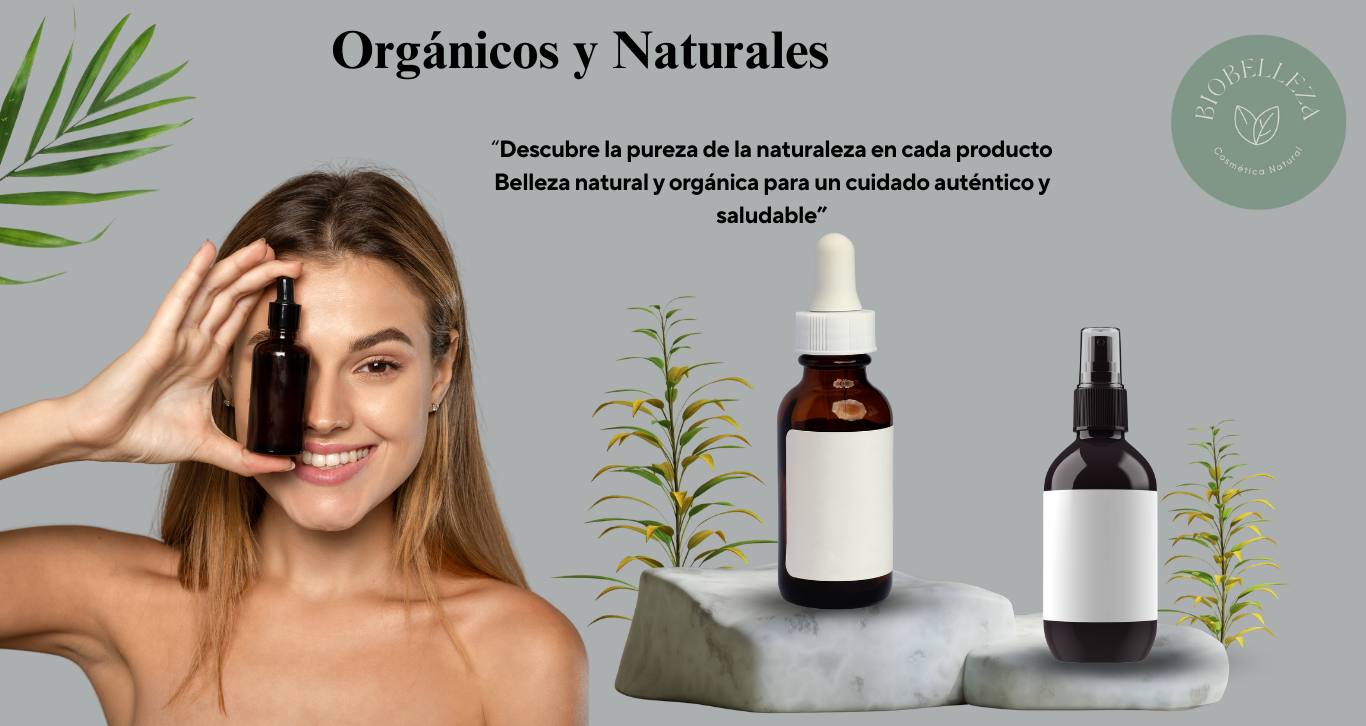 Orgánicos y Naturales
BIOBELLEZA
Cosmética Natural
“Descubre la pureza de la naturaleza en cada producto
Belleza natural y orgánica para un cuidado auténtico y
saludable”